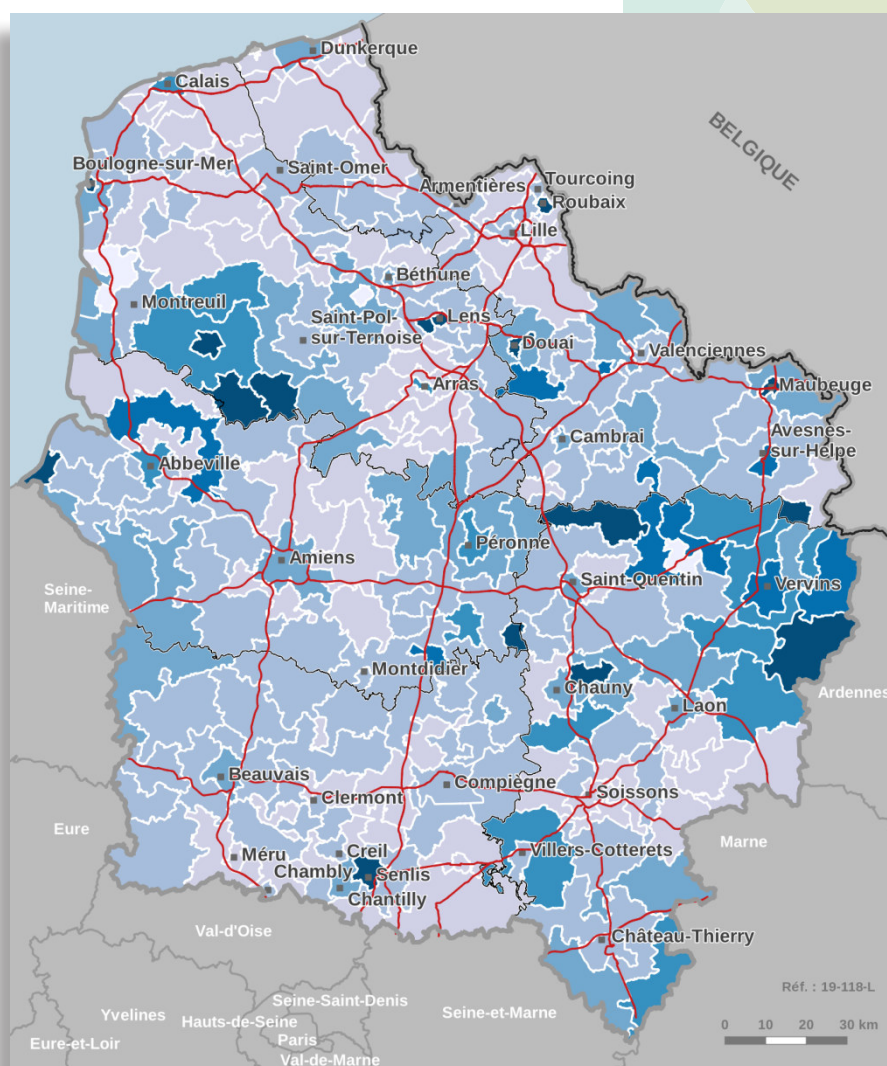 Dunkerque
Calais
BELGIQUE
Boulogne-sur-Mer
Saint-Omer
Armentières
Tourcoing
Roubaix
Lille
Béthune
Montreuil
Saint-Pol-
sur-Ternoise
Lens
Douai
Valenciennes
Arras
Maubeuge
Cambrai
Avesnes-
sur-Helpe
Abbeville
Péronne
Amiens
Saint-Quentin
Vervins
Seine-
Maritime
Montdidier
Chauny
Laon
Ardennes
Beauvais
Compiègne
Clermont
Soissons
Eure
Marne
Méru
Creil
Villers-Cotterets
Chambly
Senlis
Chantilly
Val-d'Oise
Château-Thierry
Réf. : 19-118-L
Seine-Saint-Denis
Yvelines
Hauts-de-Seine
Seine-et-Marne
Paris
Eure-et-Loir
Val-de-Marne
0 10 20 30 km